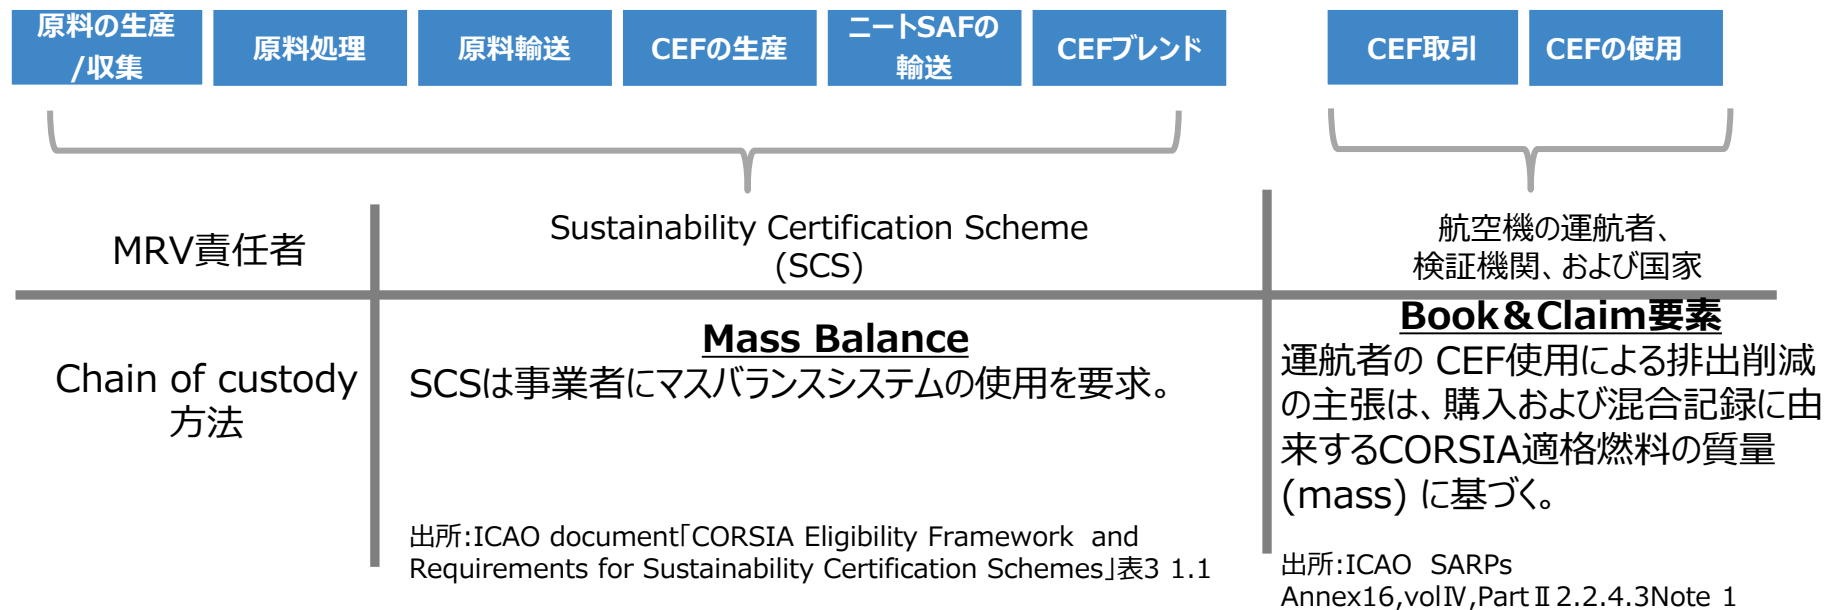 原料の生産
/収集
原料処理
原料輸送
CEFの生産
ニートSAFの
輸送
CEFブレンド
CEF取引
CEFの使用
MRV責任者
Sustainability Certification Scheme
(SCS)
航空機の運航者、
検証機関、および国家
Chain of custody
方法
Mass Balance
SCSは事業者にマスバランスシステムの使用を要求。
出所:ICAO document「CORSIA Eligibility Framework and
Requirements for Sustainability Certification Schemes」表3 1.1
Book&Claim要素
運航者の CEF使用による排出削減
の主張は、購入および混合記録に由
来するCORSIA適格燃料の質量
(mass) に基づく。
出所:ICAO SARPs
Annex16,volⅣ,PartⅡ2.2.4.3Note 1